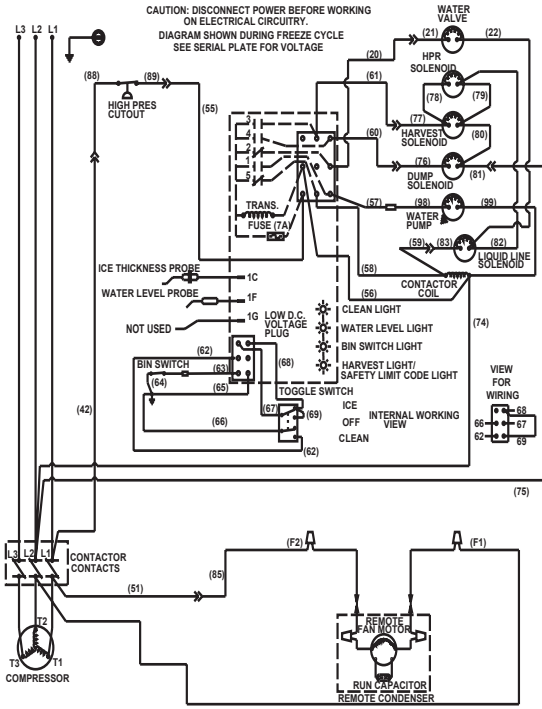 CAUTION: DISCONNECT POWER BEFORE WORKING
ON ELECTRICAL CIRCUITRY.
DIAGRAM SHOWN DURING FREEZE CYCLE
SEE SERIAL PLATE FOR VOLTAGE
L3 L2 L1
WATER
VALVE
(21)
(22)
(20)
HPR
SOLENOID
(88)
(89)
HIGH PRES
CUTOUT
(55)
(61)
(78)
(79)
(77)
HARVEST
SOLENOID
(80)
3
4
2
1
5
(60)
(76)
DUMP
SOLENOID
(81)
TRANS.
FUSE (7A)
(57)
(98)
WATER
PUMP
(99)
(59)
(83)
(82)
LIQUID LINE
SOLENOID
(58)
CONTACTOR
COIL
(56)
(74)
ICE THICKNESS PROBE
1C
WATER LEVEL PROBE
1F
NOT USED
1G
LOW D.C.
VOLTAGE
PLUG
CLEAN LIGHT
WATER LEVEL LIGHT
BIN SWITCH LIGHT
HARVEST LIGHT/
SAFETY LIMIT CODE LIGHT
(62)
BIN SWITCH
(63)
(64)
(65)
(68)
TOGGLE SWITCH
(67)
(69)
(66)
(62)
ICE
OFF
CLEAN
INTERNAL WORKING
VIEW
VIEW
FOR
WIRING
68
66
67
62
69
(42)
(75)
L3 L2 L1
CONTACTOR
CONTACTS
(51)
(85)
(F2)
(F1)
T2
T3
T1
COMPRESSOR
REMOTE
FAN MOTOR
RUN CAPACITOR
REMOTE CONDENSER